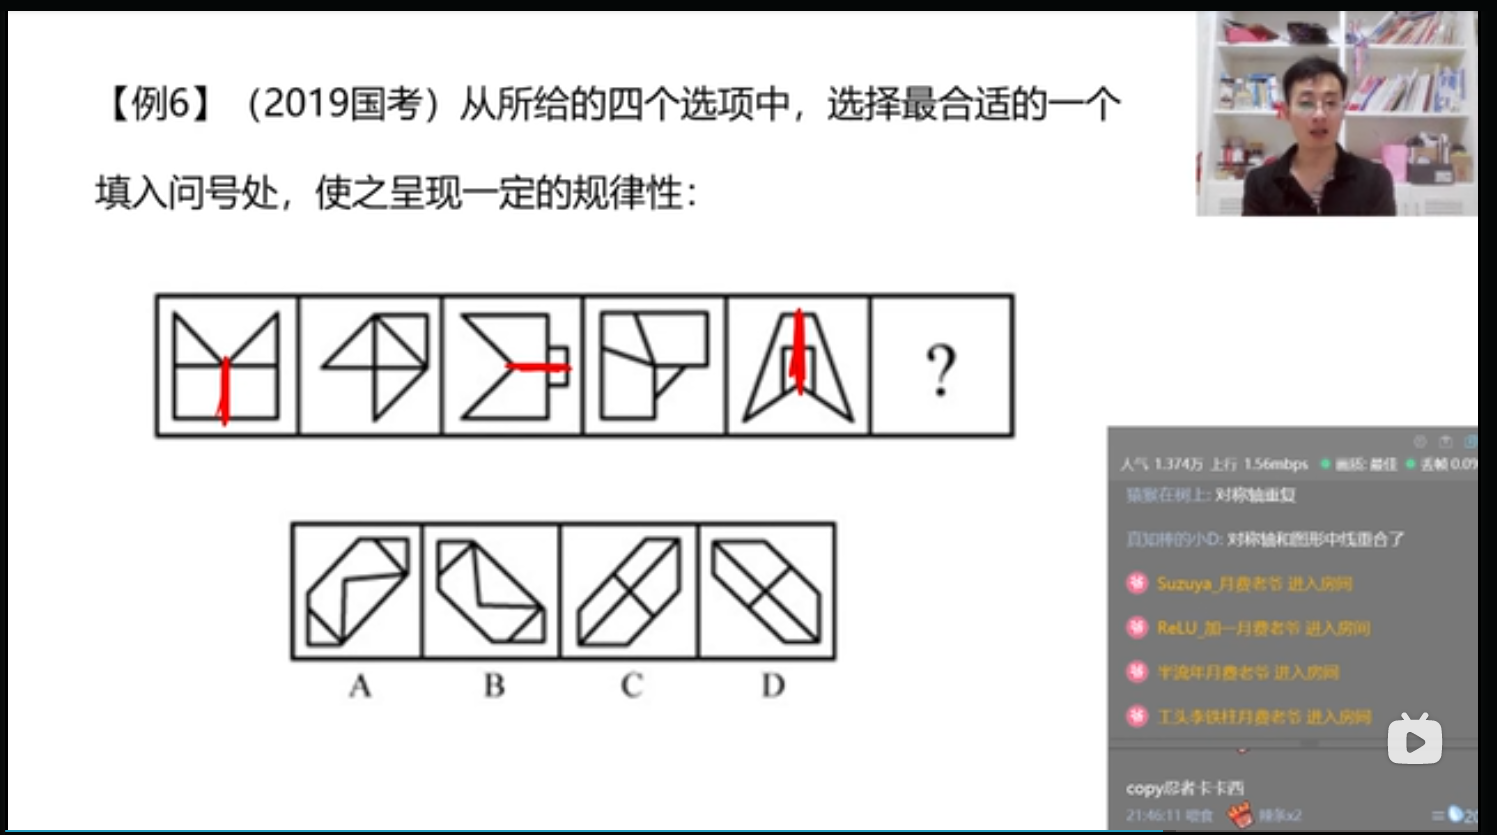 【例6】（2019国考）从所给的四个选项中，选择最合适的一个
填入问号处，使之呈现一定的规律性：
?
A B C D
人气 1.374万 上行 1.56mbps 画质: 最佳 丢帧 0.09
猿猴在树上: 对称轴重复
真知棒的小D: 对称轴和图形中线重合了
Suzuya_月费老爷 进入房间
ReLU_加一月费老爷 进入房间
半流年月费老爷 进入房间
工头李铁柱月费老爷 进入房间
copy忍者卡卡西
21:46:11 喂食 辣条x2